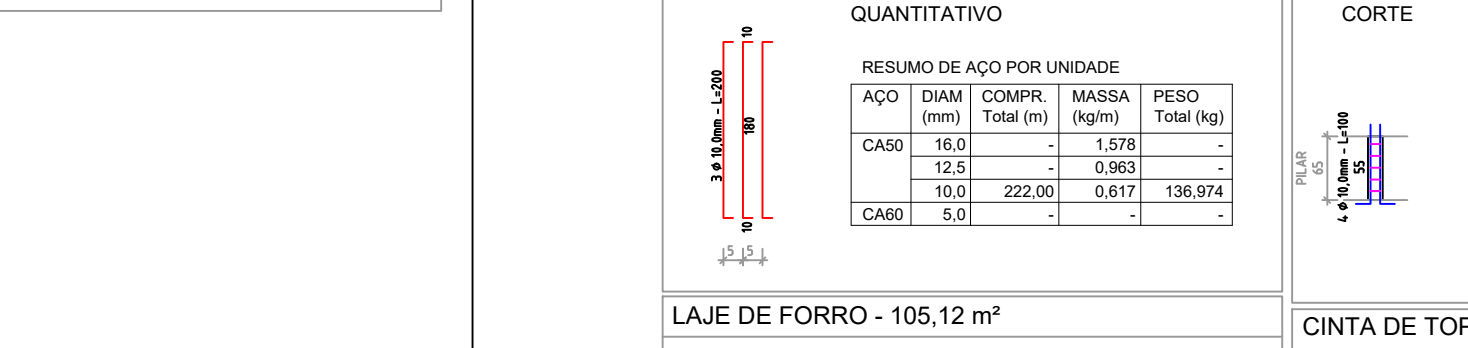 QUANTITATIVO
10
3 Ø 10,0mm - L=200
180
10
5 5
RESUMO DE AÇO POR UNIDADE
AÇO DIAM (mm) COMPR. Total (m) MASSA (kg/m) PESO Total (kg)
CA50 16,0 - 1,578 -
12,5 - 0,963 -
10,0 222,00 0,617 136,974
CA60 5,0 - - -
LAJE DE FORRO - 105,12 m²
CORTE
PILAR
65
4 Ø 10,0mm - L=100
55
CINTA DE TOP